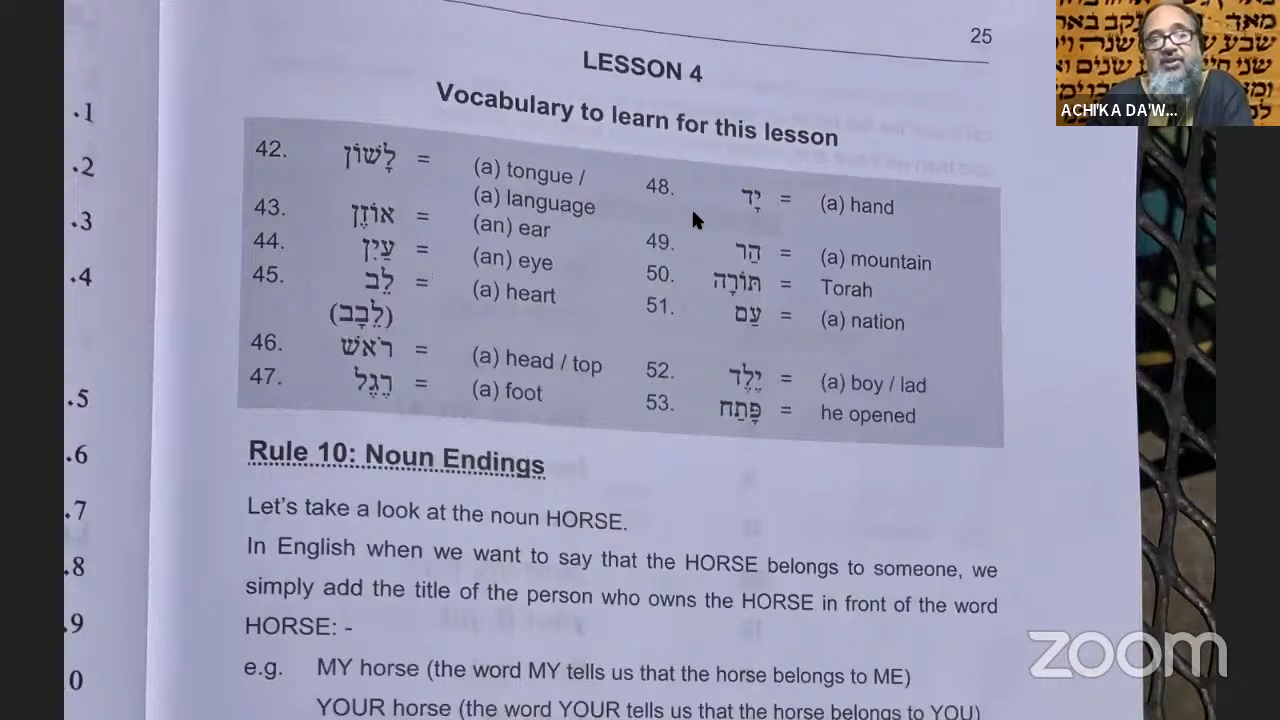 25
LESSON 4
Vocabulary to learn for this lesson
42. לָשׁוֹן = (a) tongue /
(a) language
43. אוֹזֶן = (an) ear
44. עַיִן = (an) eye
45. לֵב = (a) heart
(לֵבָב)
46. רֹאשׁ = (a) head / top
47. רֶגֶל = (a) foot
48. יָד = (a) hand
49. הַר = (a) mountain
50. תּוֹרָה = Torah
51. עַם = (a) nation
52. יֶלֶד = (a) boy / lad
53. פָּתַח = he opened
Rule 10: Noun Endings
Let's take a look at the noun HORSE.
In English when we want to say that the HORSE belongs to someone, we
simply add the title of the person who owns the HORSE in front of the word
HORSE: -
e.g. MY horse (the word MY tells us that the horse belongs to ME)
YOUR horse (the word YOUR tells us that the horse belongs to YOU)
.1
.2
.3
.4
.5
.6
.7
.8
.9
0
ACHI'KA DA'W...
zoom